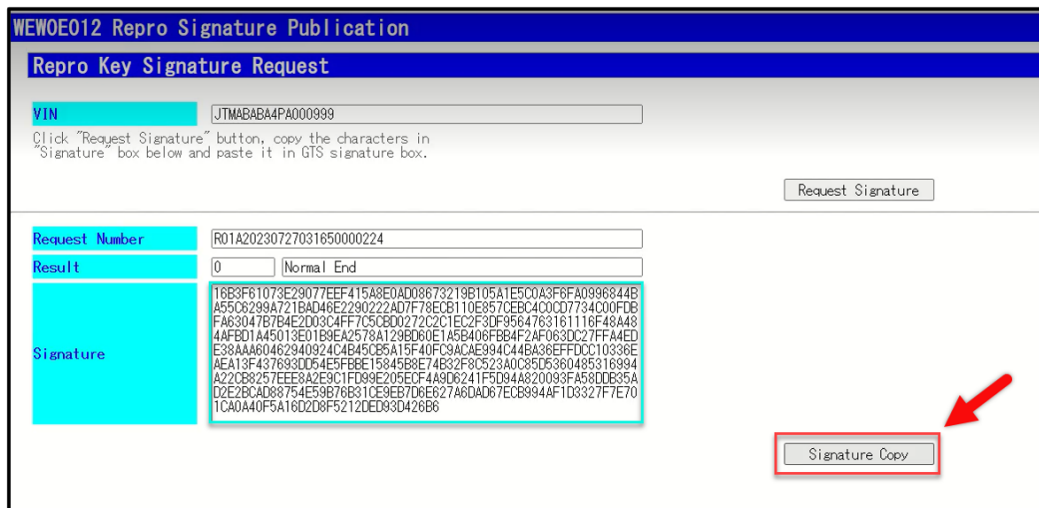 WEWOE012 Repro Signature Publication
Repro Key Signature Request
VIN JTMABABA4PA000999
Click "Request Signature" button, copy the characters in
"Signature" box below and paste it in GTS signature box.
Request Signature
Request Number R01A20230727031650000224
Result 0 Normal End
Signature
16B3F61073E29077EEF415A8E0AD08673219B105A1E5C0A3F6FA0996844B
A55C6299A721BAD46E2290222AD7F78ECB110E857CEBC4C0CD7734C00FDB
FA63047B7B4E2D03C4FF7C5CBD0272C2C1EC2F3DF9564763161116F48A48
4AFBD1A45013E01B9EA2578A129BD60E1A5B406FBB4F2AF063DC27FFA4ED
E38AAA60462940924C4B45CB5A15F40FC9ACAE994C44BA36EFFDCC10336E
AEA13F437693DD54E5FBBE15845B8E74B32F8C523A0C85D5360485316994
A22CB8257EEE8A2E9C1FD99E205ECF4A9D6241F5D94A820093FA58DDB35A
D2E2BCAD88754E59B76B31CE9EB7D6E627A6DAD67ECB994AF1D3327F7E70
1CA0A40F5A16D2D8F5212DED93D426B6
Signature Copy